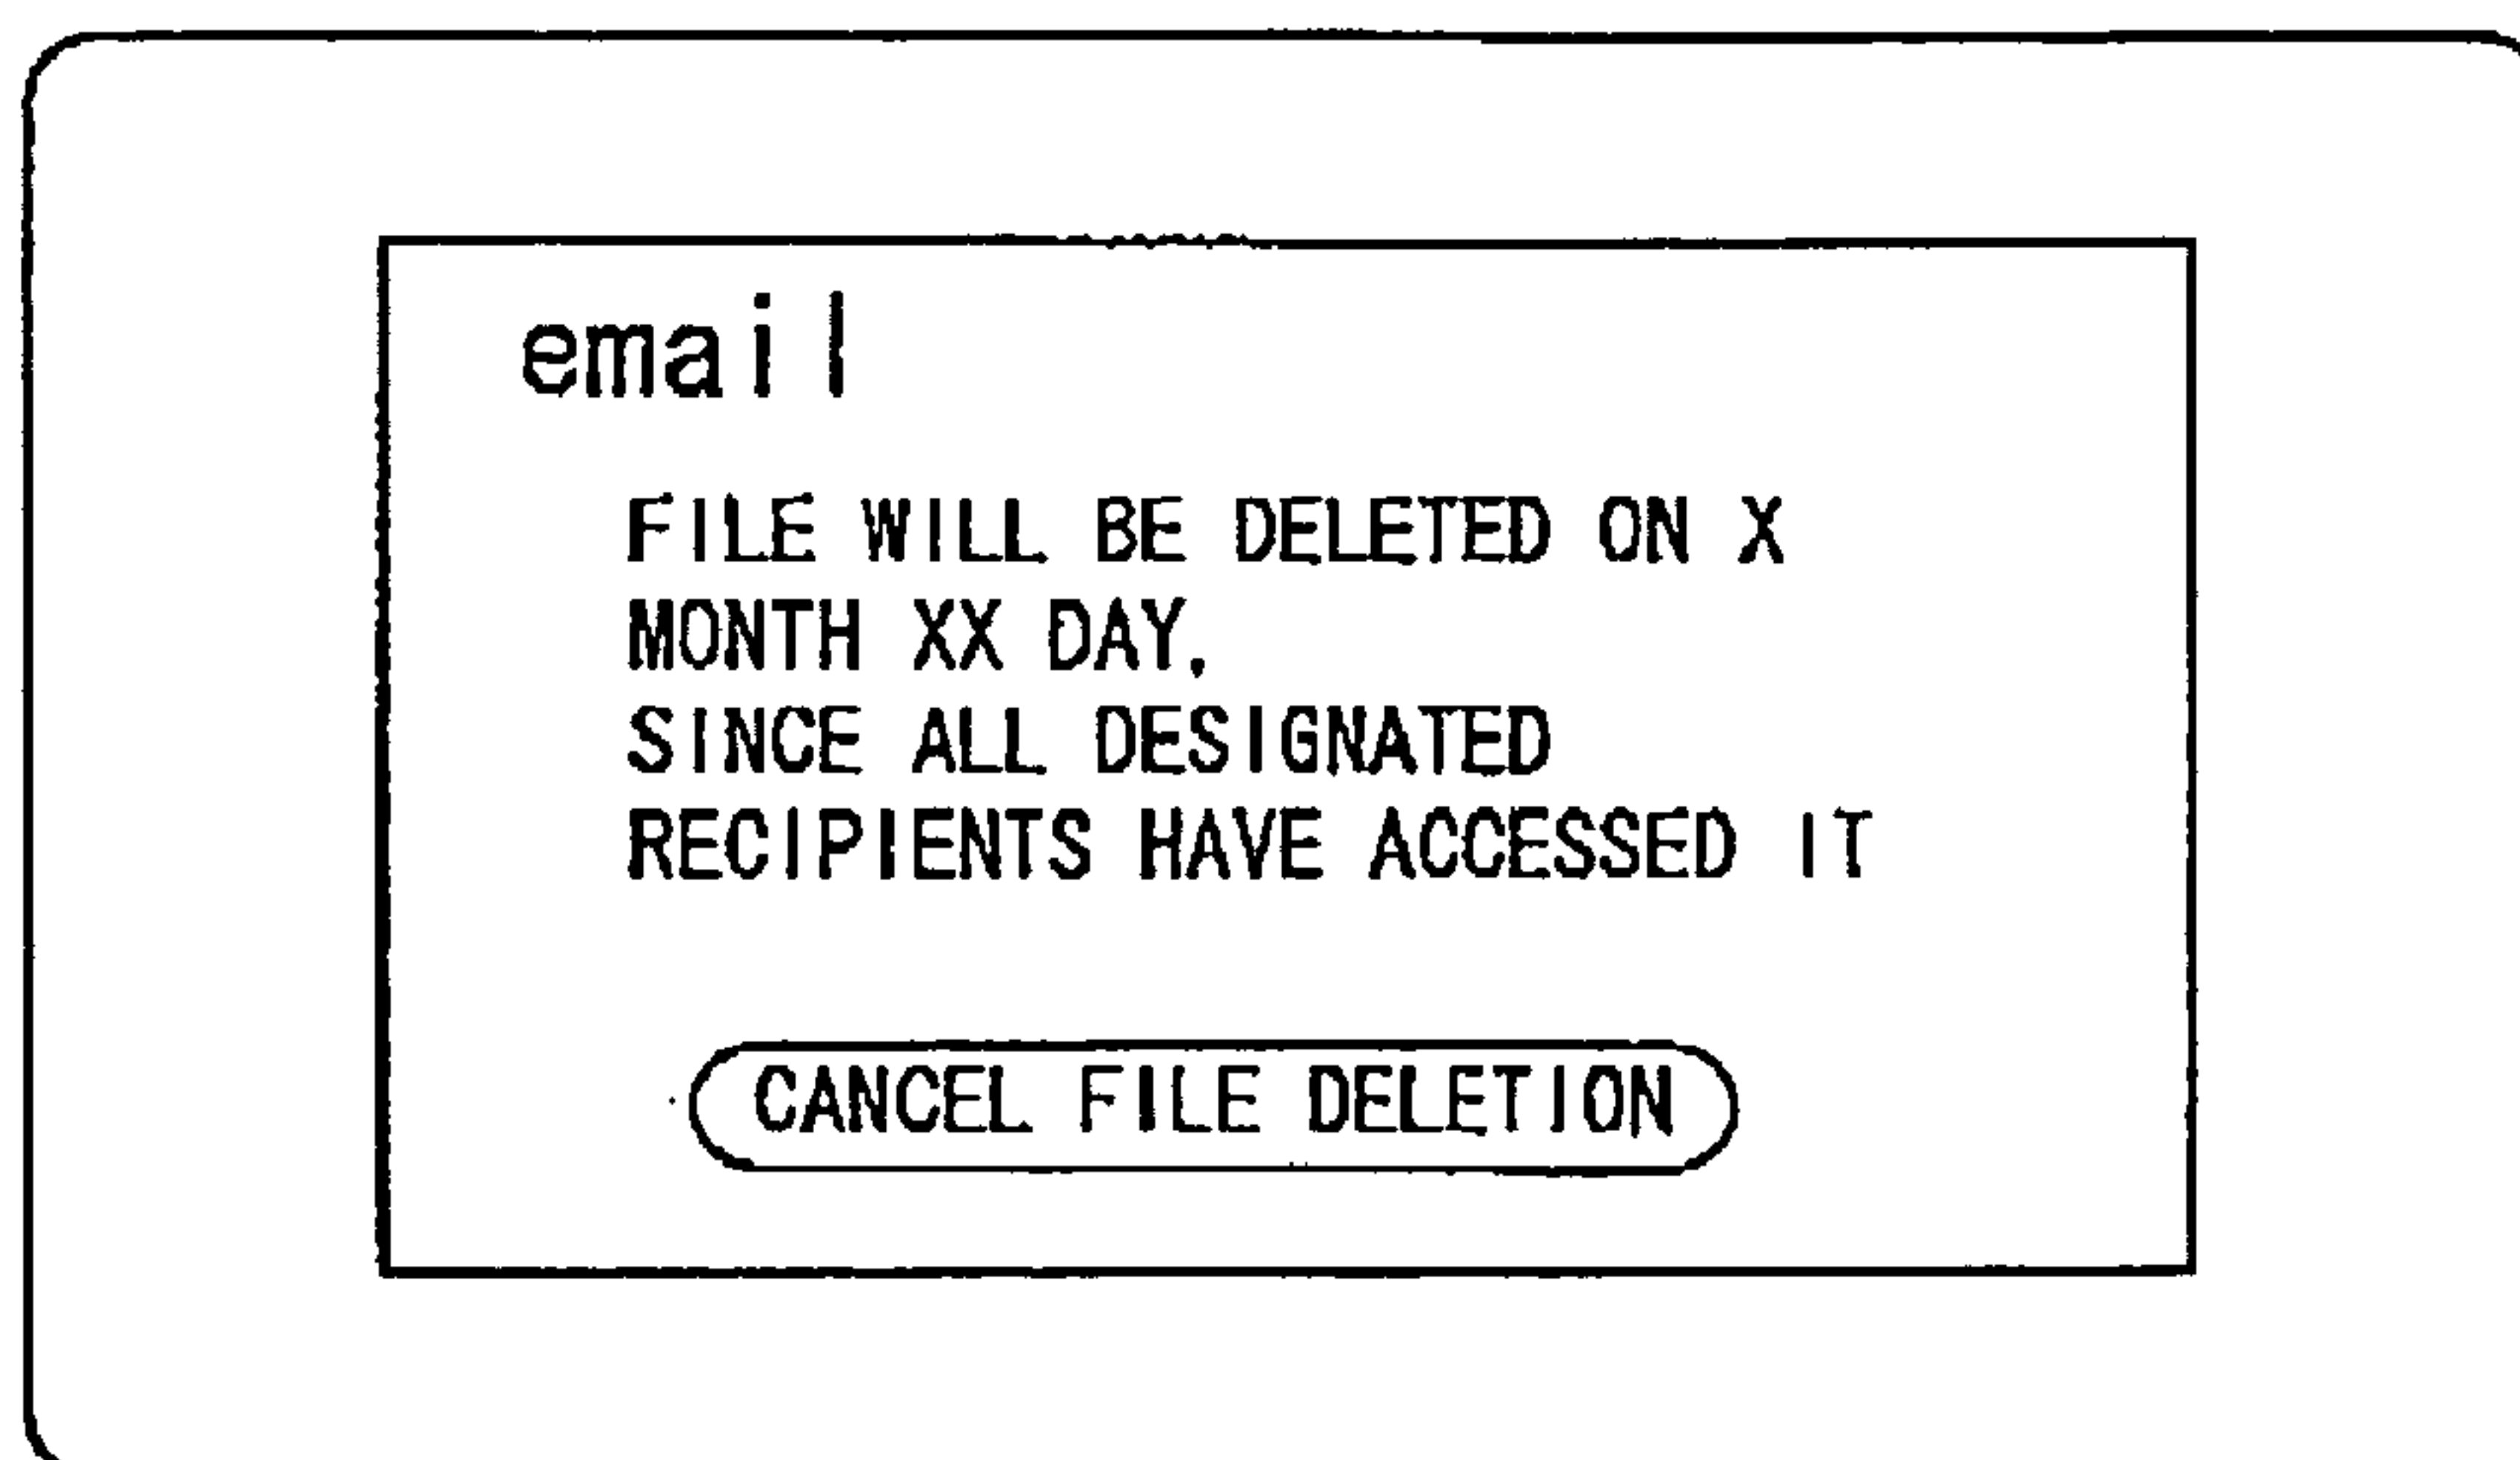 email
FILE WILL BE DELETED ON X
MONTH XX DAY,
SINCE ALL DESIGNATED
RECIPIENTS HAVE ACCESSED IT
CANCEL FILE DELETION